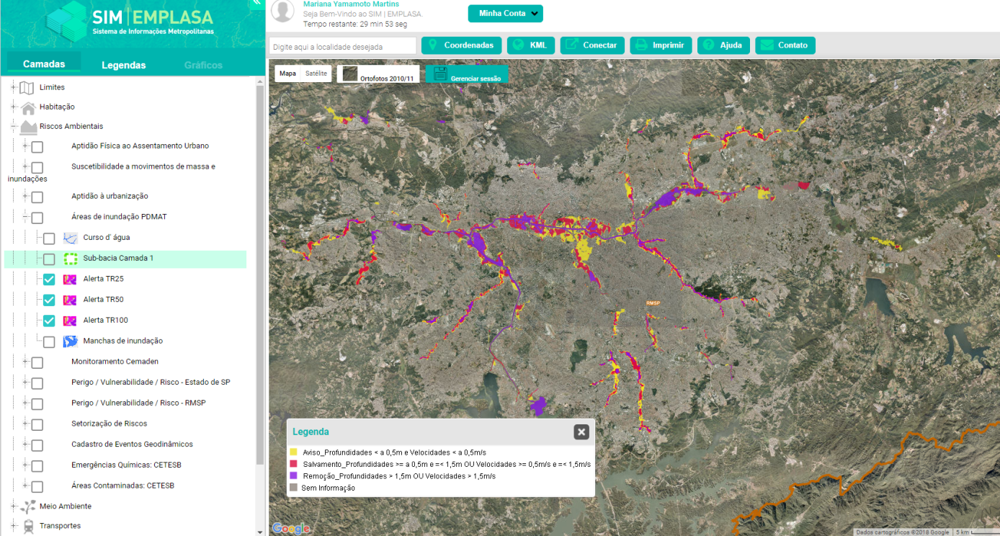 SIM | EMPLASA
Sistema de Informações Metropolitanas
Mariana Yamamoto Martins
Seja Bem-Vindo ao SIM | EMPLASA.
Tempo restante: 29 min 53 seg
Minha Conta
Digite aqui a localidade desejada
Coordenadas
KML
Conectar
Imprimir
Ajuda
Contato
Camadas
Legendas
Gráficos
Mapa
Satélite
Ortofotos 2010/11
Gerenciar sessão
Limites
Habitação
Riscos Ambientais
Aptidão Física ao Assentamento Urbano
Suscetibilidade a movimentos de massa e
inundações
Aptidão à urbanização
Áreas de inundação PDMAT
Curso d' água
Sub-bacia Camada 1
Alerta TR25
Alerta TR50
Alerta TR100
Manchas de inundação
Monitoramento Cemaden
Perigo / Vulnerabilidade / Risco - Estado de SP
Perigo / Vulnerabilidade / Risco - RMSP
Setorização de Riscos
Cadastro de Eventos Geodinâmicos
Emergências Químicas: CETESB
Áreas Contaminadas: CETESB
Meio Ambiente
Transportes
RMSP
Legenda
Aviso_Profundidades < a 0,5m e Velocidades < a 0,5m/s
Salvamento_Profundidades >= a 0,5m e =< 1,5m OU Velocidades >= 0,5m/s e =< 1,5m/s
Remoção_Profundidades > 1,5m OU Velocidades > 1,5m/s
Sem Informação
Google
Dados cartográficos ©2018 Google
5 km